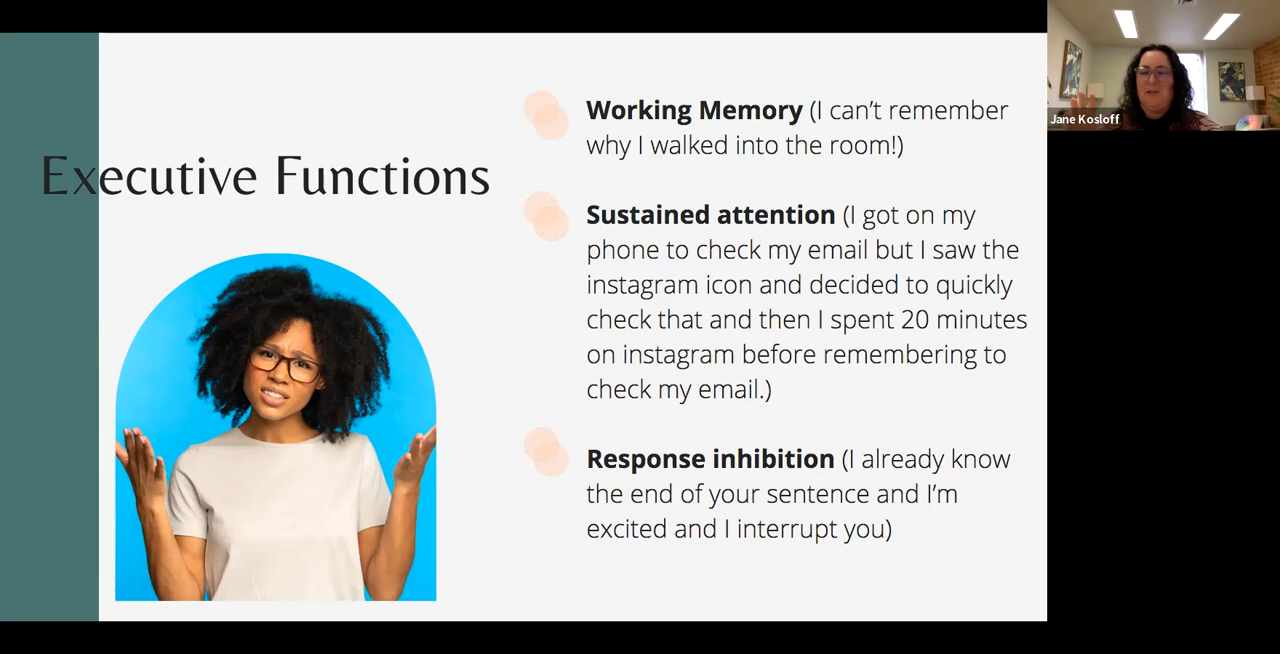 Executive Functions
Working Memory (I can’t remember
why I walked into the room!)
Sustained attention (I got on my
phone to check my email but I saw the
instagram icon and decided to quickly
check that and then I spent 20 minutes
on instagram before remembering to
check my email.)
Response inhibition (I already know
the end of your sentence and I’m
excited and I interrupt you)
Jane Kosloff